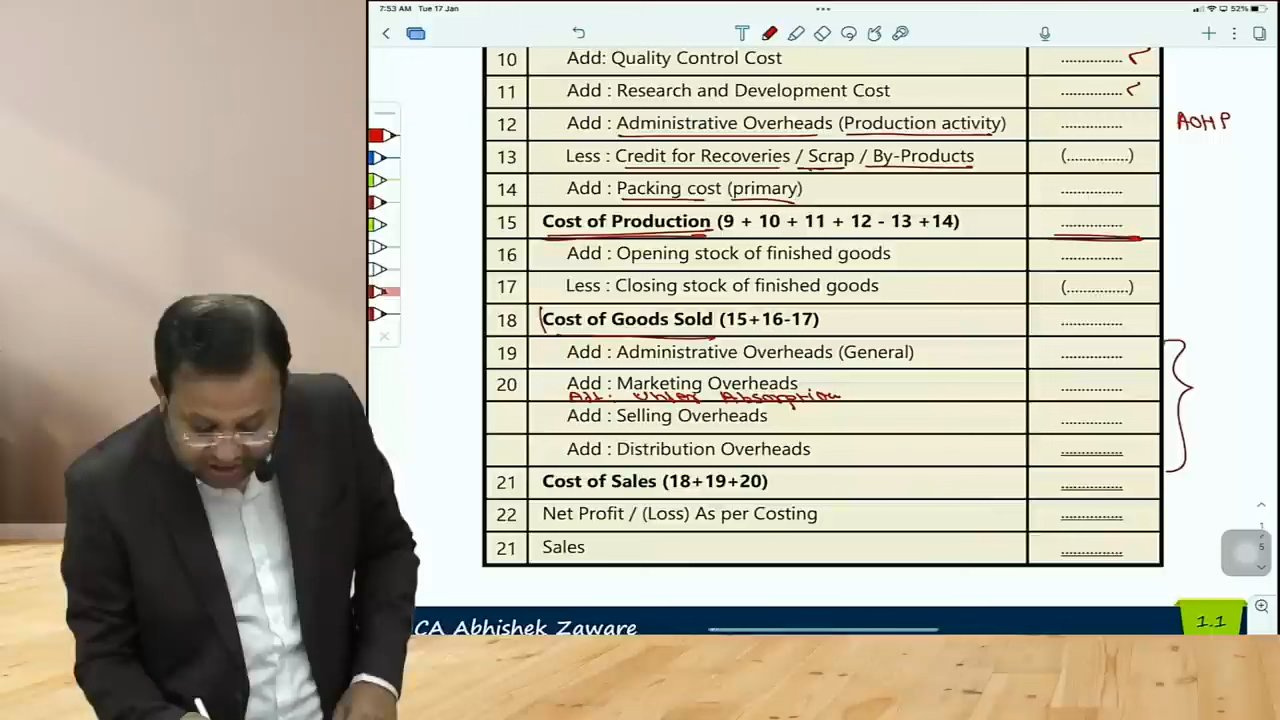 7:53 AM Tue 17 Jan
52%
10 Add: Quality Control Cost ..............
11 Add : Research and Development Cost ..............
12 Add : Administrative Overheads (Production activity) ..............
AOHP
13 Less : Credit for Recoveries / Scrap / By-Products (..............)
14 Add : Packing cost (primary) ..............
15 Cost of Production (9 + 10 + 11 + 12 - 13 +14) ..............
16 Add : Opening stock of finished goods ..............
17 Less : Closing stock of finished goods (..............)
18 Cost of Goods Sold (15+16-17) ..............
19 Add : Administrative Overheads (General) ..............
20 Add : Marketing Overheads ..............
Add: Under Absorption
Add : Selling Overheads ..............
Add : Distribution Overheads ..............
21 Cost of Sales (18+19+20) ..............
22 Net Profit / (Loss) As per Costing ..............
21 Sales ..............
CA Abhishek Zaware
1.1